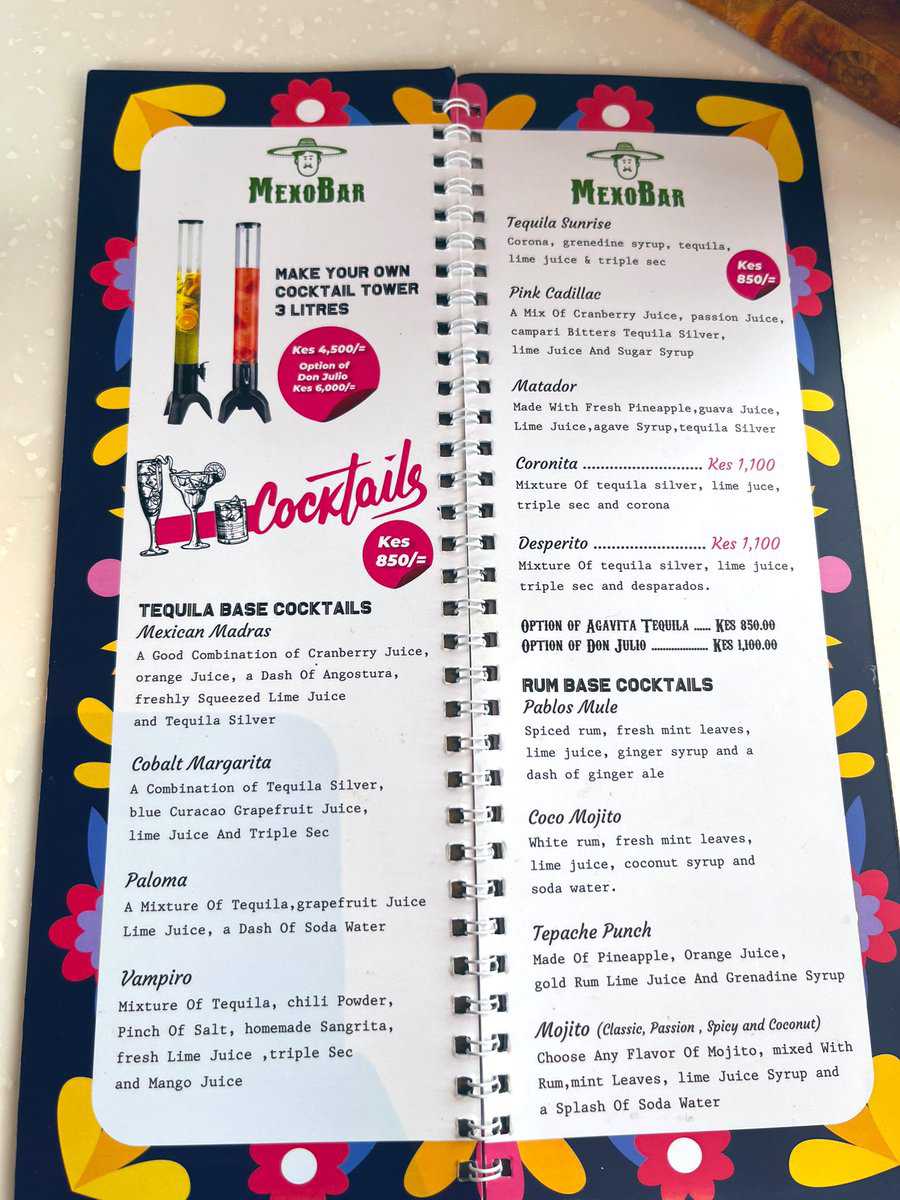 MEXOBAR
MAKE YOUR OWN
COCKTAIL TOWER
3 LITRES
Kes 4,500/=
Option of
Don Julio
Kes 6,000/=
Cocktails
Kes
850/=
TEQUILA BASE COCKTAILS
Mexican Madras
A Good Combination of Cranberry Juice,
orange Juice, a Dash Of Angostura,
freshly Squeezed Lime Juice
and Tequila Silver
Cobalt Margarita
A Combination of Tequila Silver,
blue Curacao Grapefruit Juice,
lime Juice And Triple Sec
Paloma
A Mixture Of Tequila,grapefruit Juice
Lime Juice, a Dash Of Soda Water
Vampiro
Mixture Of Tequila, chili Powder,
Pinch Of Salt, homemade Sangrita,
fresh Lime Juice ,triple Sec
and Mango Juice
MEXOBAR
Tequila Sunrise
Corona, grenedine syrup, tequila,
lime juice & triple sec
Kes
850/=
Pink Cadillac
A Mix Of Cranberry Juice, passion Juice,
campari Bitters Tequila Silver,
lime Juice And Sugar Syrup
Matador
Made With Fresh Pineapple,guava Juice,
Lime Juice,agave Syrup,tequila Silver
Coronita ............................ Kes 1,100
Mixture Of tequila silver, lime juce,
triple sec and corona
Desperito .......................... Kes 1,100
Mixture Of tequila silver, lime juice,
triple sec and desparados.
OPTION OF AGAVITA TEQUILA ...... KES 850.00
OPTION OF DON JULIO .................... KES 1,100.00
RUM BASE COCKTAILS
Pablos Mule
Spiced rum, fresh mint leaves,
lime juice, ginger syrup and a
dash of ginger ale
Coco Mojito
White rum, fresh mint leaves,
lime juice, coconut syrup and
soda water.
Tepache Punch
Made Of Pineapple, Orange Juice,
gold Rum Lime Juice And Grenadine Syrup
Mojito (Classic, Passion , Spicy and Coconut)
Choose Any Flavor Of Mojito, mixed With
Rum,mint Leaves, lime Juice Syrup and
a Splash Of Soda Water